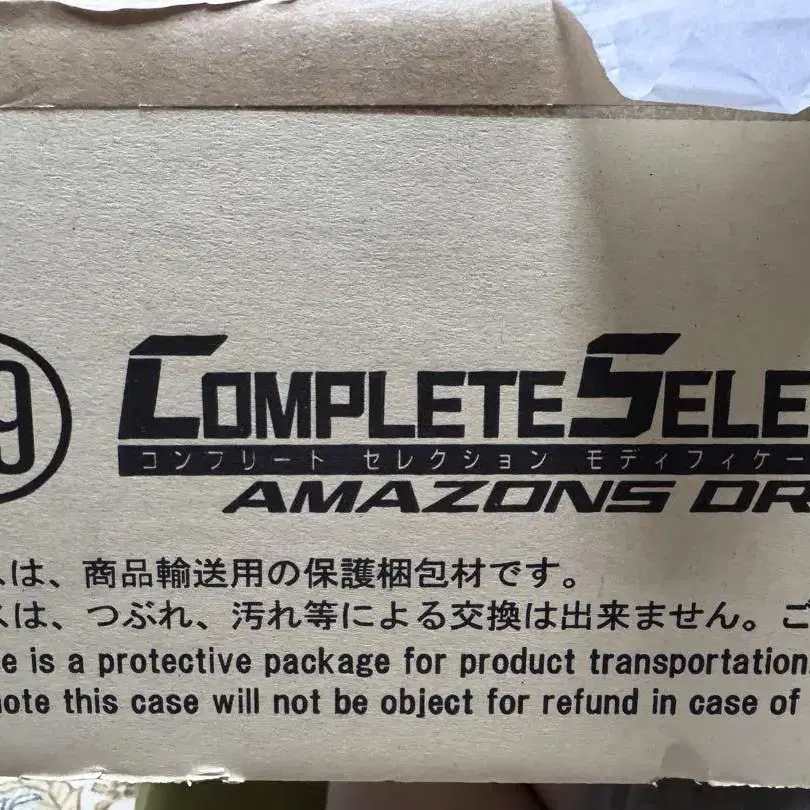 9
COMPLETE SELE
コンプリート セレクション モディフィケー
AMAZONS DR
は、商品輸送用の保護梱包材です。
スは、つぶれ、汚れ等による交換は出来ません。ご
e is a protective package for product transportation
note this case will not be object for refund in case of